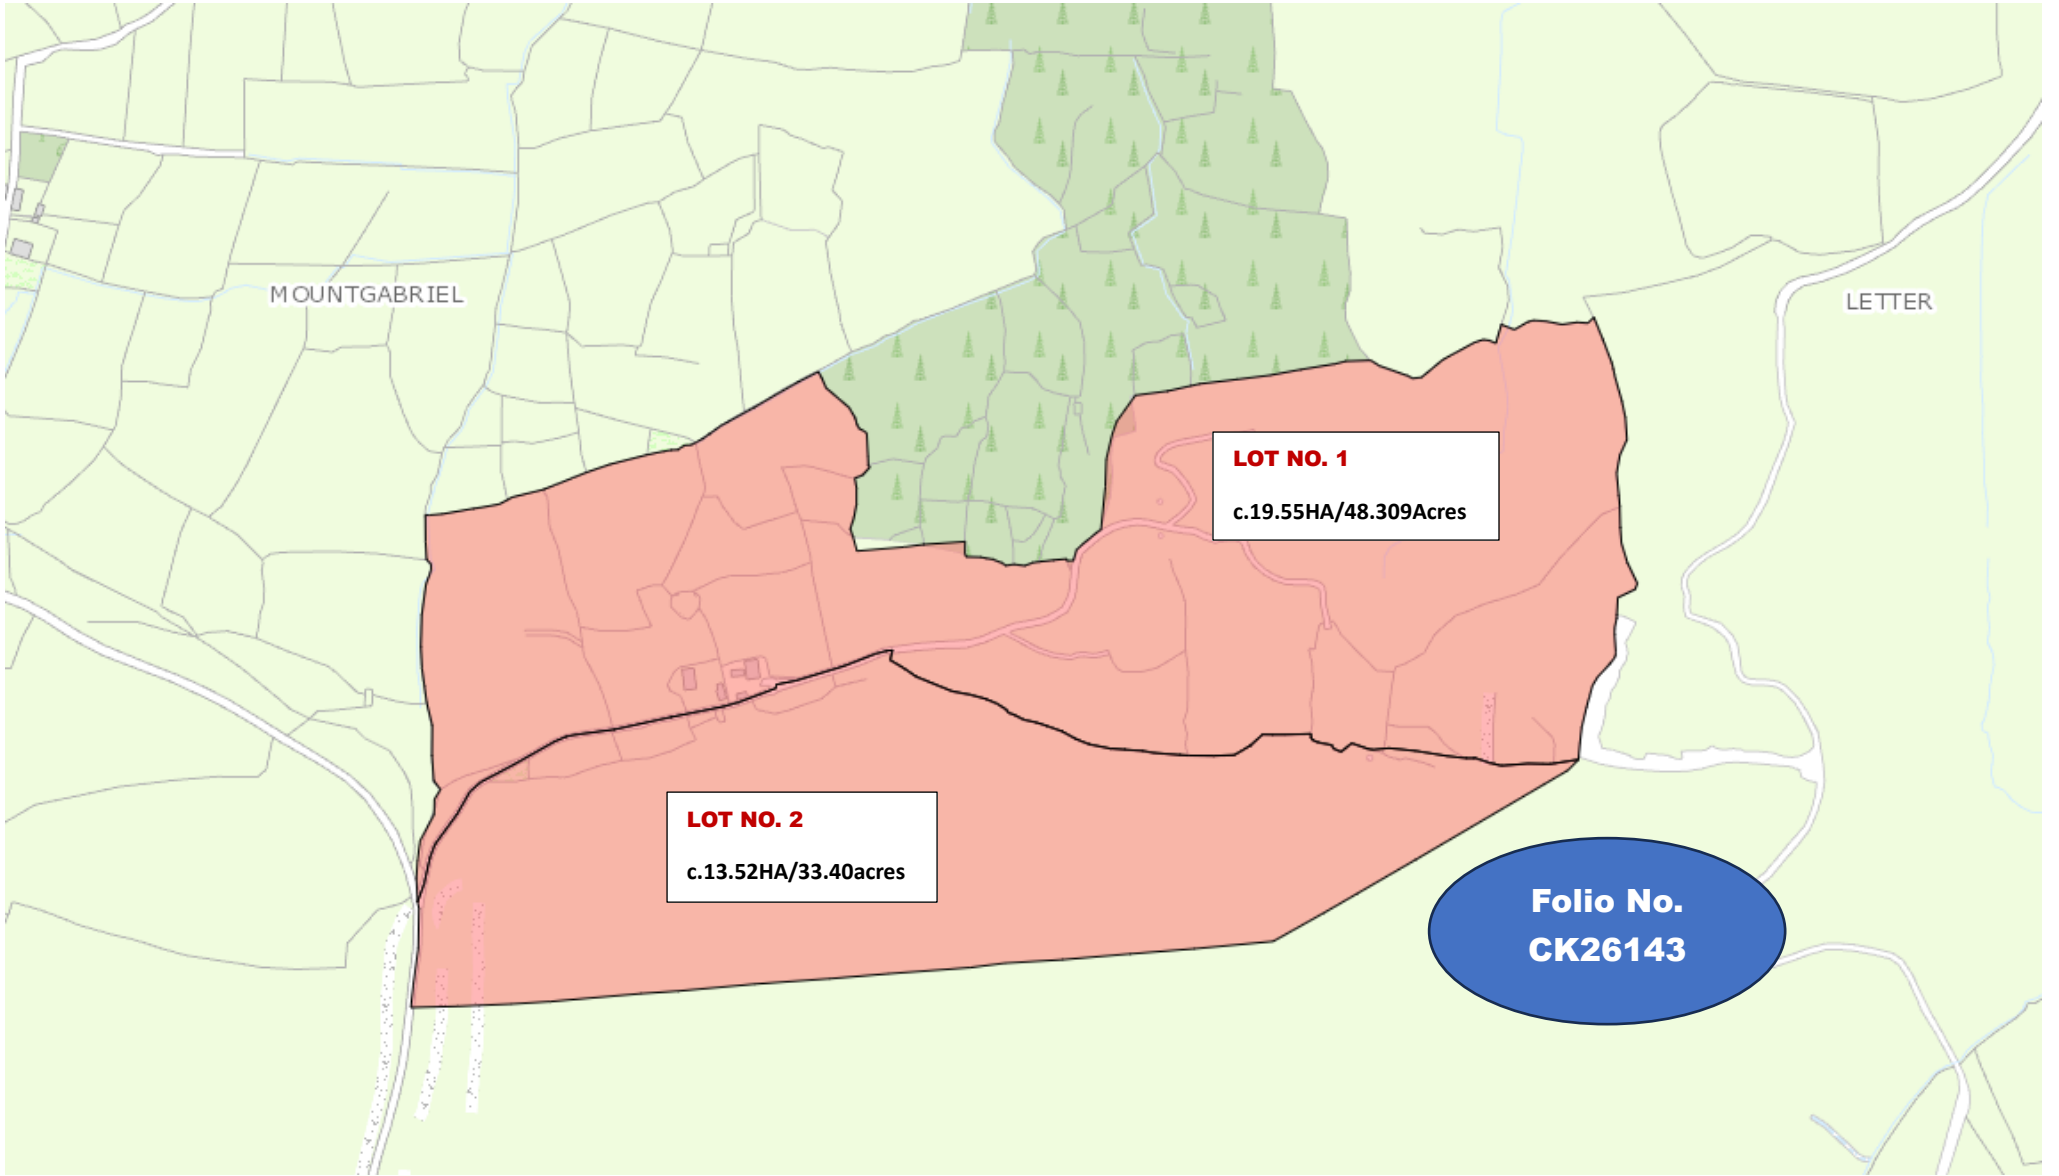 MOUNTGABRIEL
LETTER
LOT NO. 1
c.19.55HA/48.309Acres
LOT NO. 2
c.13.52HA/33.40acres
Folio No.
CK26143